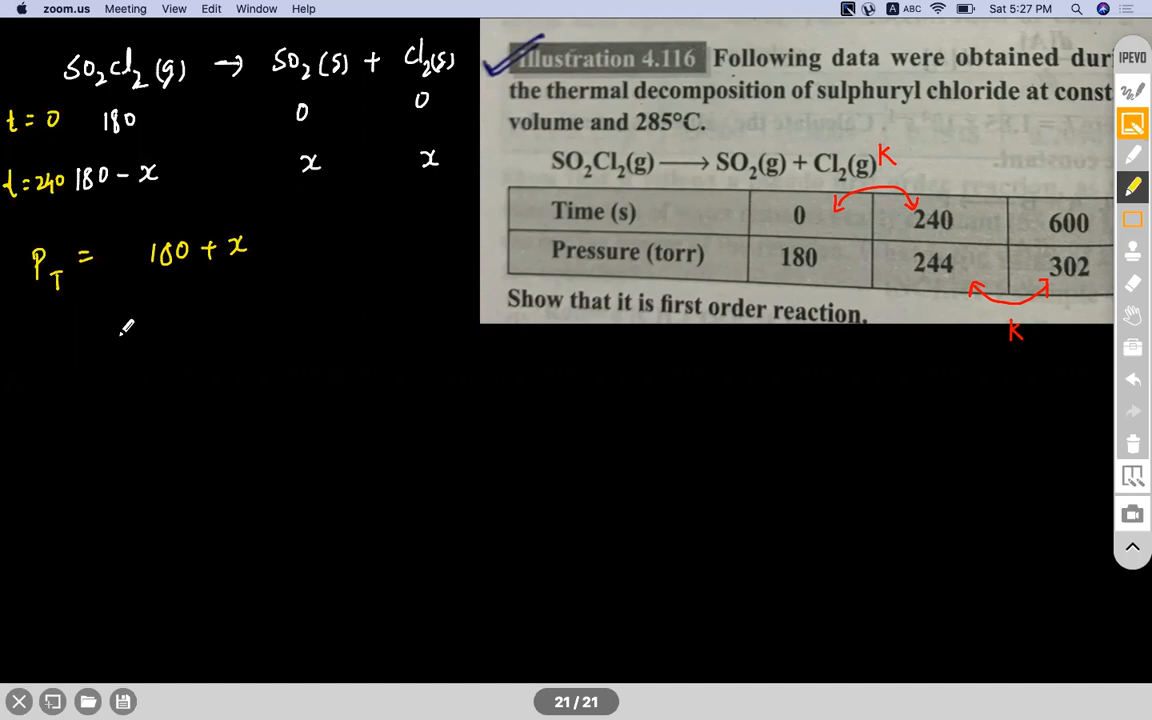 zoom.us Meeting View Edit Window Help
A ABC Sat 5:27 PM
SO2Cl2 (g) → SO2 (s) + Cl2(s)
t = 0 180 0 0
t = 240 180 - x x x
PT = 180 + x
Illustration 4.116 Following data were obtained dur
the thermal decomposition of sulphuryl chloride at const
volume and 285°C.
SO2Cl2(g) ⟶ SO2(g) + Cl2(g)
K
Time (s) 0 240 600
Pressure (torr) 180 244 302
Show that it is first order reaction.
K
IPEVO
21 / 21